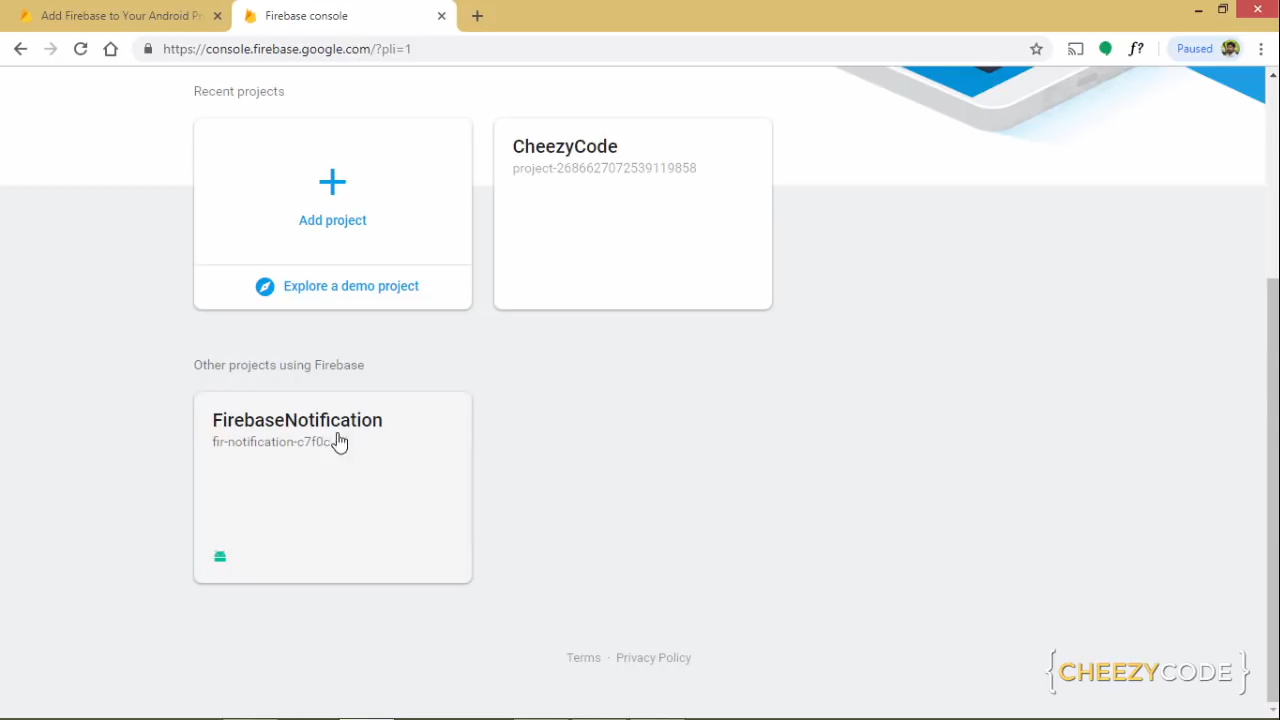 Add Firebase to Your Android Pr
Firebase console
https://console.firebase.google.com/?pli=1
f?
Paused
Recent projects
Add project
Explore a demo project
CheezyCode
project-2686627072539119858
Other projects using Firebase
FirebaseNotification
fir-notification-c7f0c
Terms · Privacy Policy
{CHEEZYCODE}